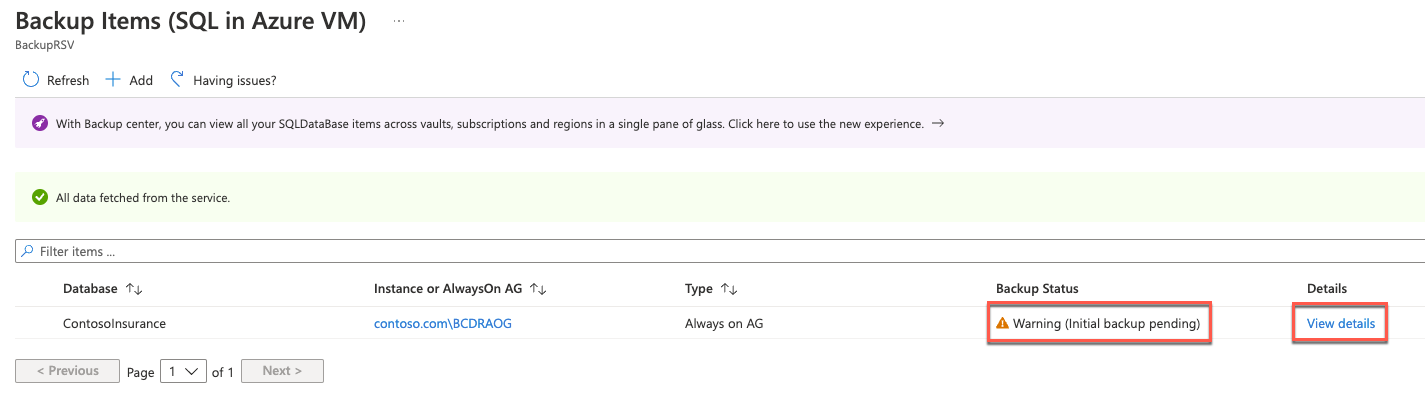 Backup Items (SQL in Azure VM) ...
BackupRSV
Refresh Add Having issues?
With Backup center, you can view all your SQLDataBase items across vaults, subscriptions and regions in a single pane of glass. Click here to use the new experience. →
All data fetched from the service.
Filter items ...
Database ↑↓ Instance or AlwaysOn AG ↑↓ Type ↑↓ Backup Status Details
ContosoInsurance contoso.com\BCDRAOG Always on AG Warning (Initial backup pending) View details
< Previous Page 1 of 1 Next >